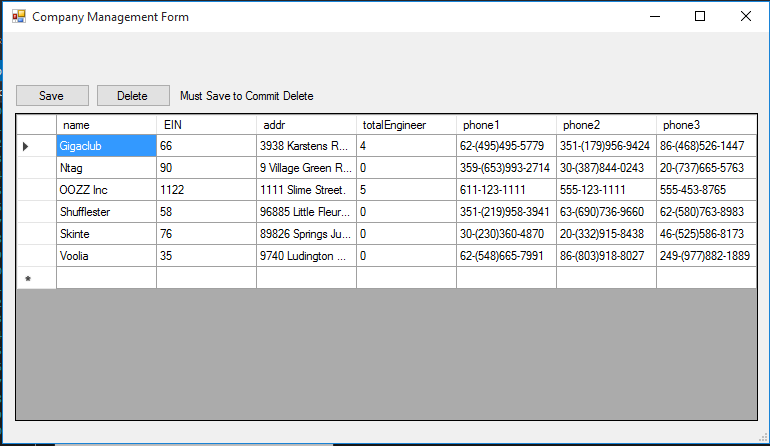 Company Management Form
Save Delete Must Save to Commit Delete
name EIN addr totalEngineer phone1 phone2 phone3
Gigaclub 66 3938 Karstens R... 4 62-(495)495-5779 351-(179)956-9424 86-(468)526-1447
Ntag 90 9 Village Green R... 0 359-(653)993-2714 30-(387)844-0243 20-(737)665-5763
OOZZ Inc 1122 1111 Slime Street. 5 611-123-1111 555-123-1111 555-453-8765
Shufflester 58 96885 Little Fleur... 0 351-(219)958-3941 63-(690)736-9660 62-(580)763-8983
Skinte 76 89826 Springs Ju... 0 30-(230)360-4870 20-(332)915-8438 46-(525)586-8173
Voolia 35 9740 Ludington ... 0 62-(548)665-7991 86-(803)918-8027 249-(977)882-1889